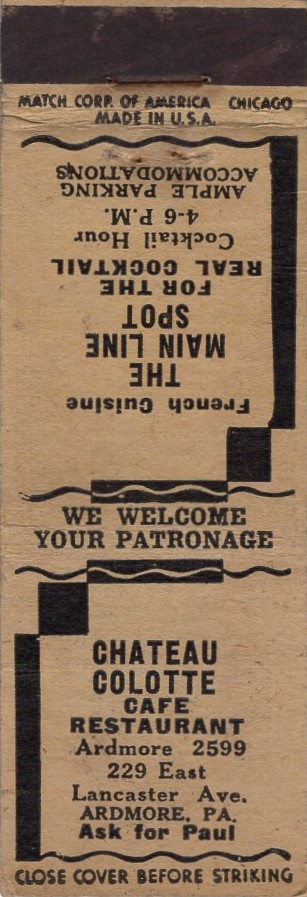 MATCH CORP. OF AMERICA CHICAGO
MADE IN U.S.A.
French Cuisine
THE
MAIN LINE
SPOT
FOR THE
REAL COCKTAIL
Cocktail Hour
4-6 P.M.
AMPLE PARKING
ACCOMMODATIONS
WE WELCOME
YOUR PATRONAGE
CHATEAU
COLOTTE
CAFE
RESTAURANT
Ardmore 2599
229 East
Lancaster Ave.
ARDMORE, PA.
Ask for Paul
CLOSE COVER BEFORE STRIKING